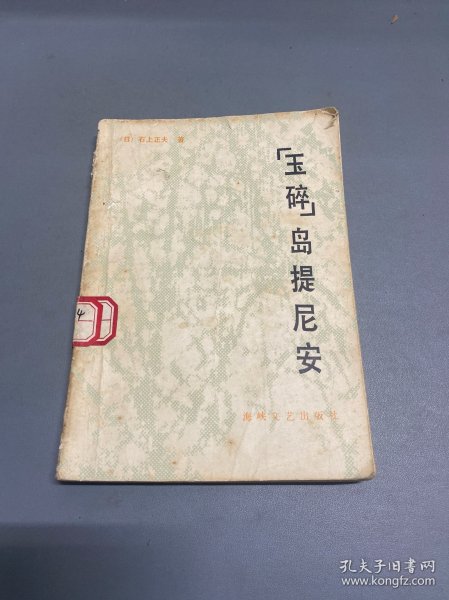 （日）石上正夫 著
「玉碎」岛提尼安
海峡文艺出版社
4
孔夫子旧书网
www.kongfz.com